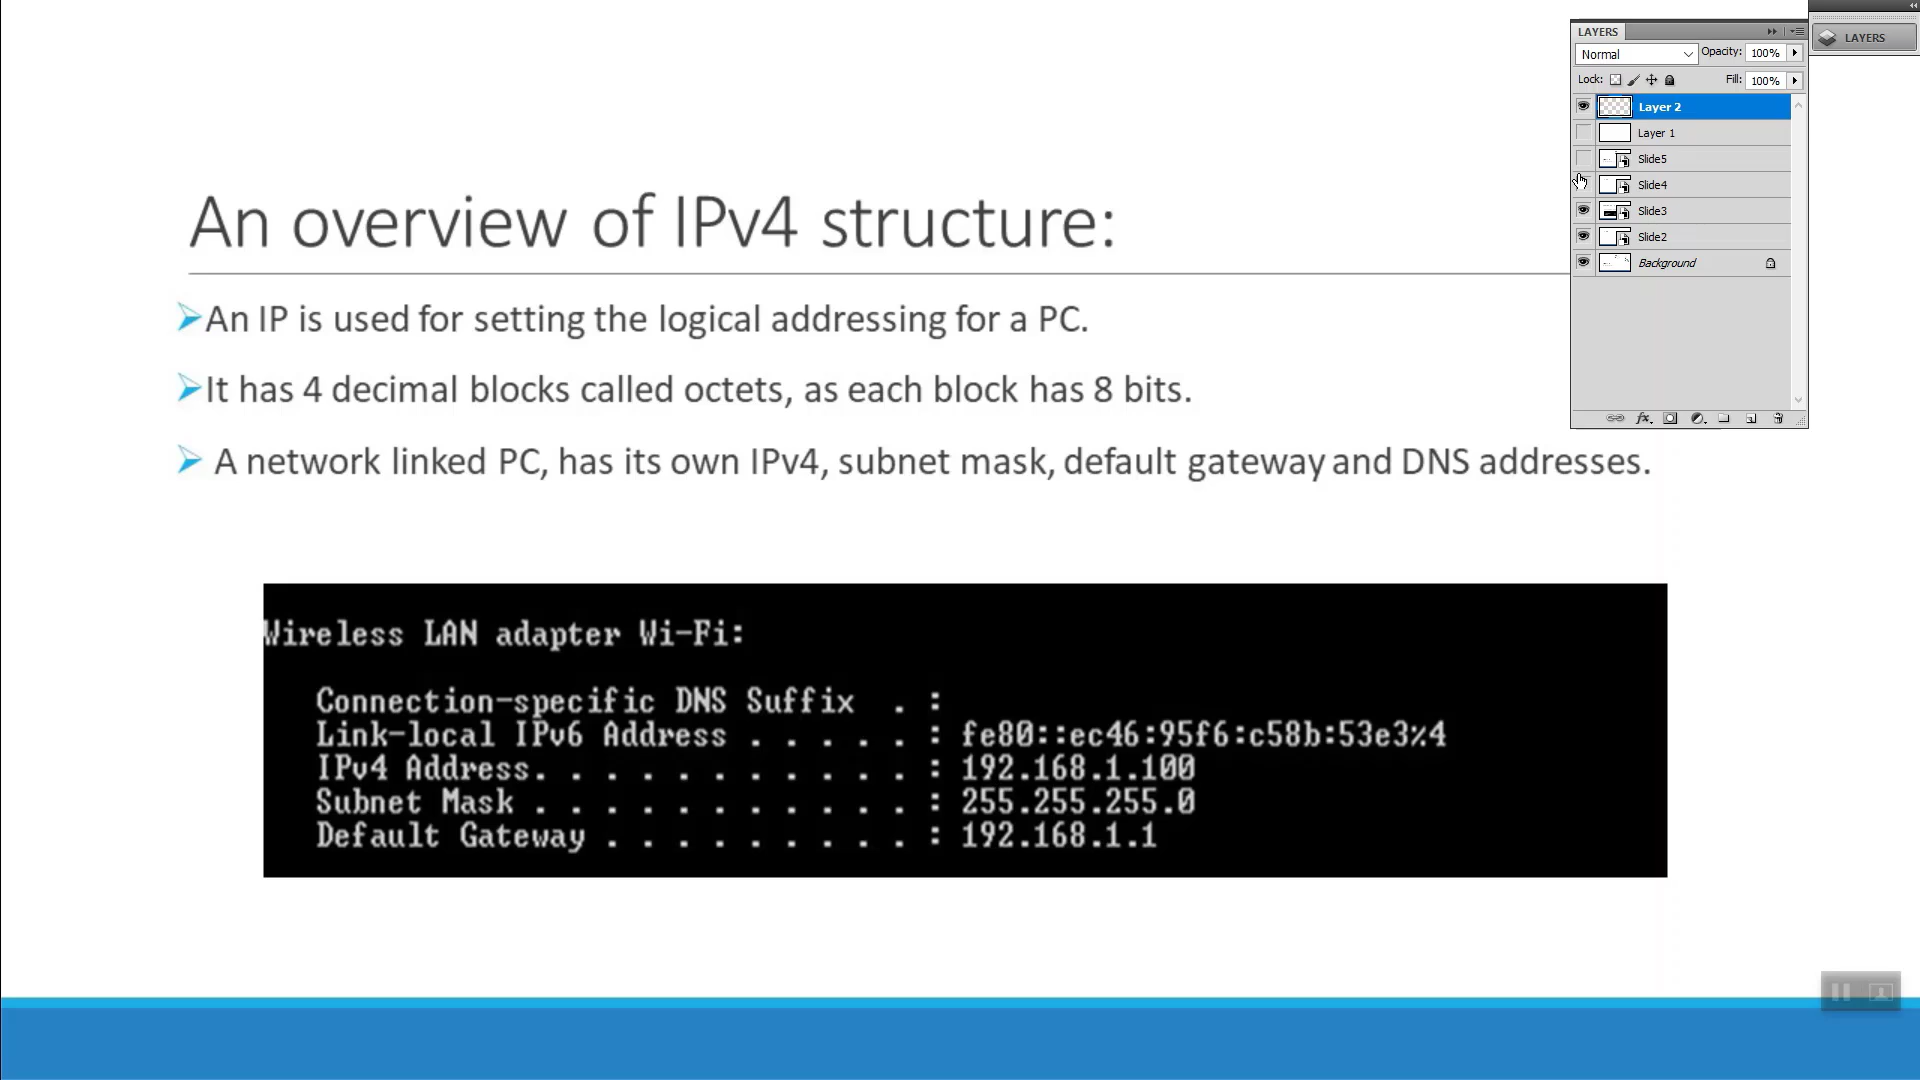 LAYERS
LAYERS
Normal
Opacity: 100%
Lock:
Fill: 100%
Layer 2
Layer 1
Slide5
Slide4
Slide3
Slide2
Background
fx
An overview of IPv4 structure:
An IP is used for setting the logical addressing for a PC.
It has 4 decimal blocks called octets, as each block has 8 bits.
A network linked PC, has its own IPv4, subnet mask, default gateway and DNS addresses.
Wireless LAN adapter Wi-Fi:
Connection-specific DNS Suffix . :
Link-local IPv6 Address . . . . . : fe80::ec46:95f6:c58b:53e3%4
IPv4 Address. . . . . . . . . . . : 192.168.1.100
Subnet Mask . . . . . . . . . . . : 255.255.255.0
Default Gateway . . . . . . . . . : 192.168.1.1